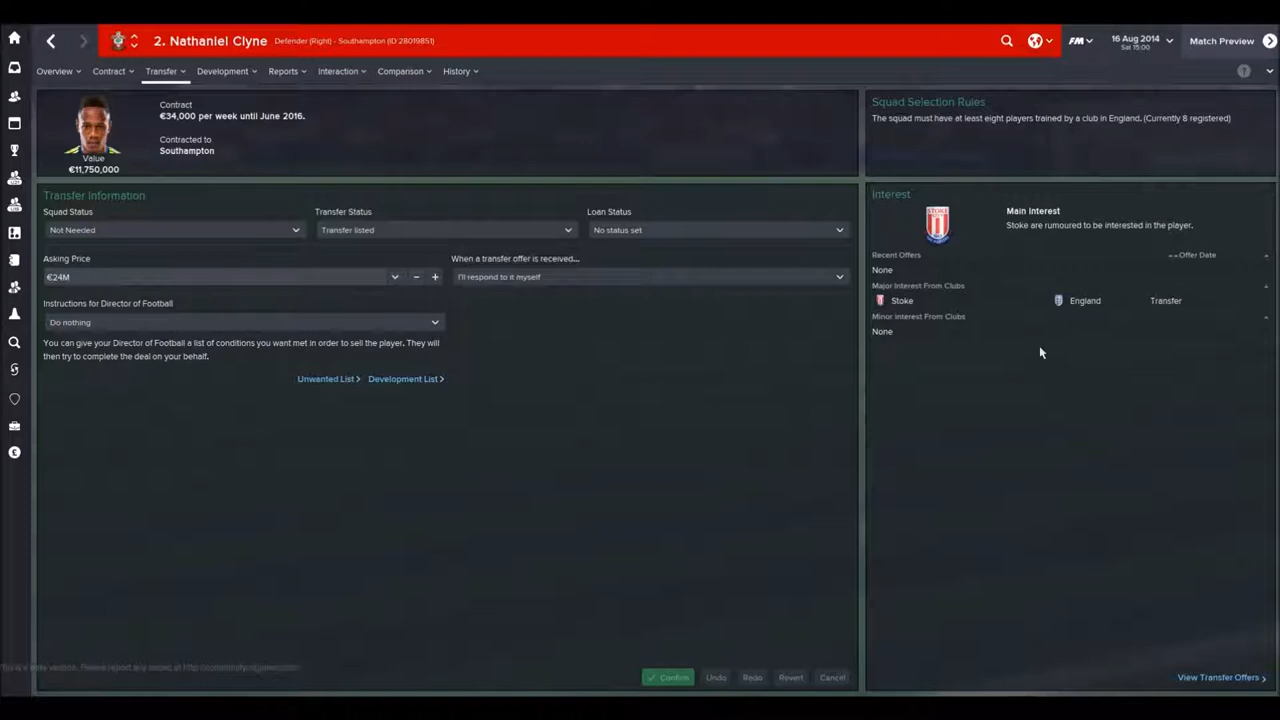 2. Nathaniel Clyne
Defender (Right) - Southampton (ID 28019851)
FM
16 Aug 2014
Sat 15:00
Match Preview
Overview
Contract
Transfer
Development
Reports
Interaction
Comparison
History
Contract
€34,000 per week until June 2016.
Contracted to
Southampton
Value
€11,750,000
Squad Selection Rules
The squad must have at least eight players trained by a club in England. (Currently 8 registered)
Transfer Information
Squad Status
Transfer Status
Loan Status
Not Needed
Transfer listed
No status set
Asking Price
When a transfer offer is received...
€24M
- +
I'll respond to it myself
Instructions for Director of Football
Do nothing
You can give your Director of Football a list of conditions you want met in order to sell the player. They
will then try to complete the deal on your behalf.
Unwanted List >
Development List >
Interest
STOKE
Main Interest
Stoke are rumoured to be interested in the player.
Recent Offers
-- Offer Date
None
Major Interest From Clubs
Stoke
England
Transfer
Minor Interest From Clubs
None
Confirm
Undo
Redo
Revert
Cancel
View Transfer Offers >